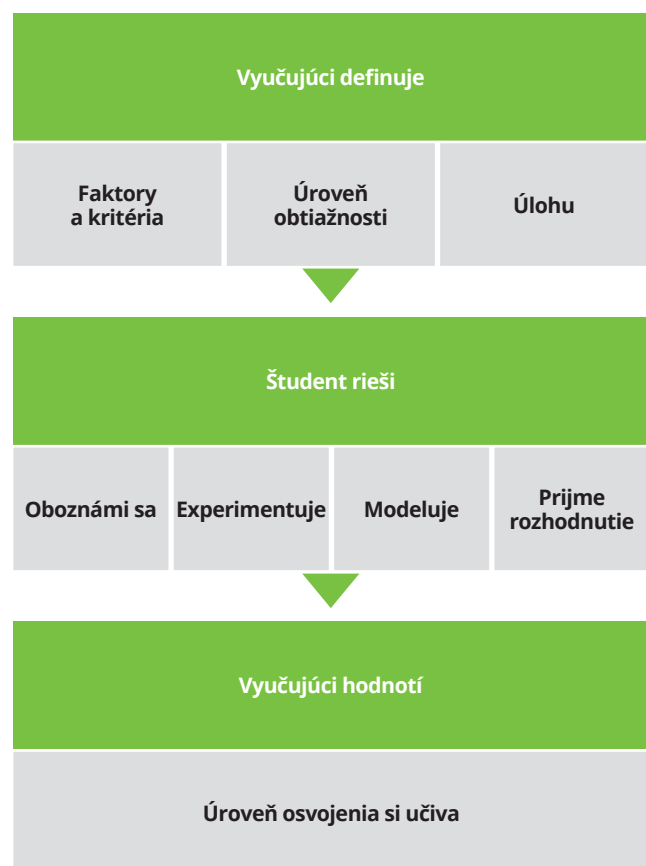 Vyučujúci definuje
Faktory
a kritéria
Úroveň
obtiažnosti
Úlohu
Študent rieši
Oboznámi sa
Experimentuje
Modeluje
Prijme
rozhodnutie
Vyučujúci hodnotí
Úroveň osvojenia si učiva